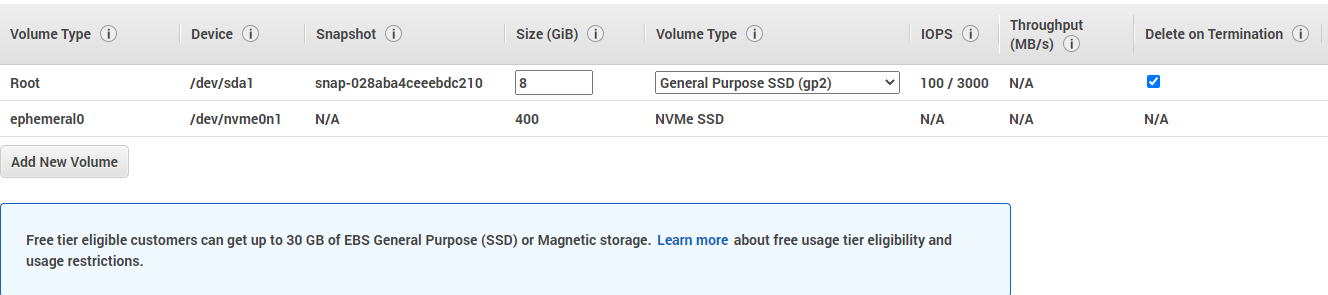 Volume Type Device Snapshot Size (GiB) Volume Type IOPS Throughput (MB/s) Delete on Termination
Root /dev/sda1 snap-028aba4ceeebdc210 8 General Purpose SSD (gp2) 100 / 3000 N/A
ephemeral0 /dev/nvme0n1 N/A 400 NVMe SSD N/A N/A N/A
Add New Volume
Free tier eligible customers can get up to 30 GB of EBS General Purpose (SSD) or Magnetic storage. Learn more about free usage tier eligibility and
usage restrictions.